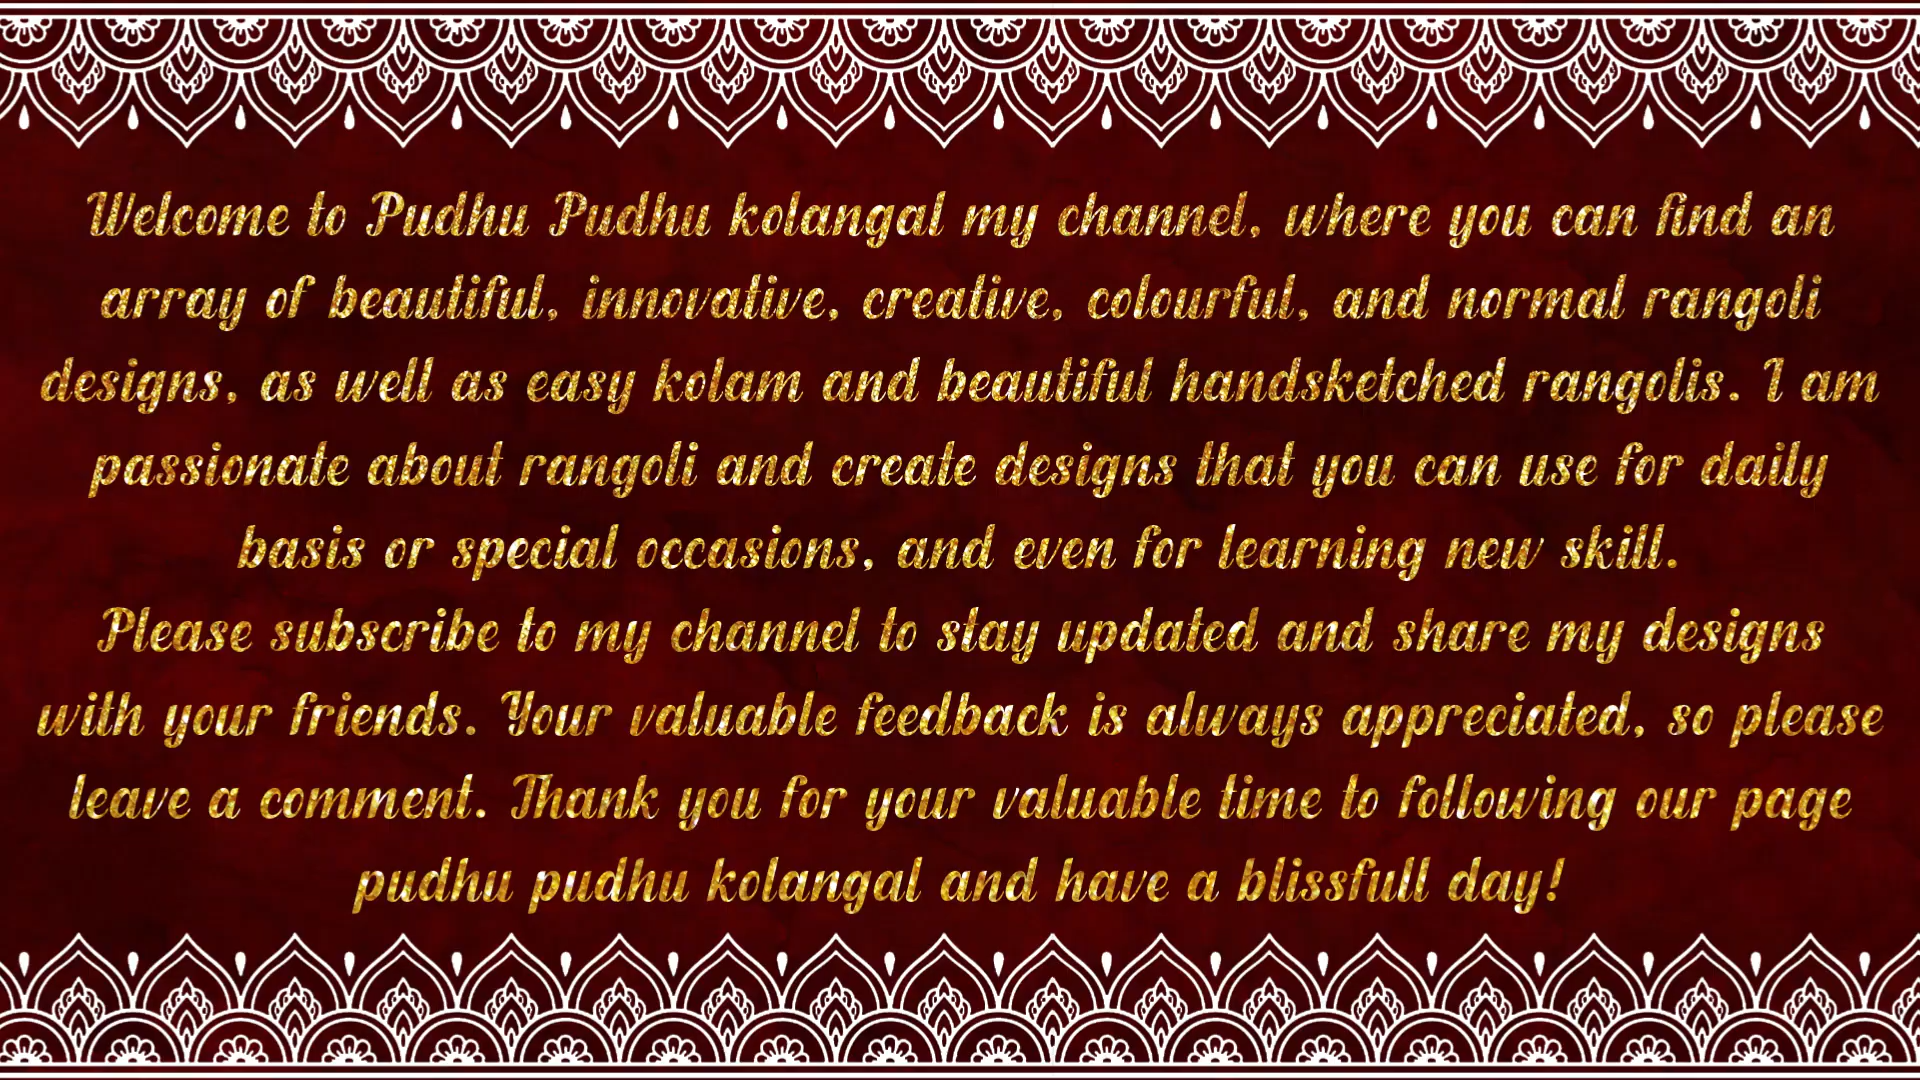 Welcome to Pudhu Pudhu kolangal my channel, where you can find an
array of beautiful, innovative, creative, colourful, and normal rangoli
designs, as well as easy kolam and beautiful handsketched rangolis. I am
passionate about rangoli and create designs that you can use for daily
basis or special occasions, and even for learning new skill.
Please subscribe to my channel to stay updated and share my designs
with your friends. Your valuable feedback is always appreciated, so please
leave a comment. Thank you for your valuable time to following our page
pudhu pudhu kolangal and have a blissfull day!